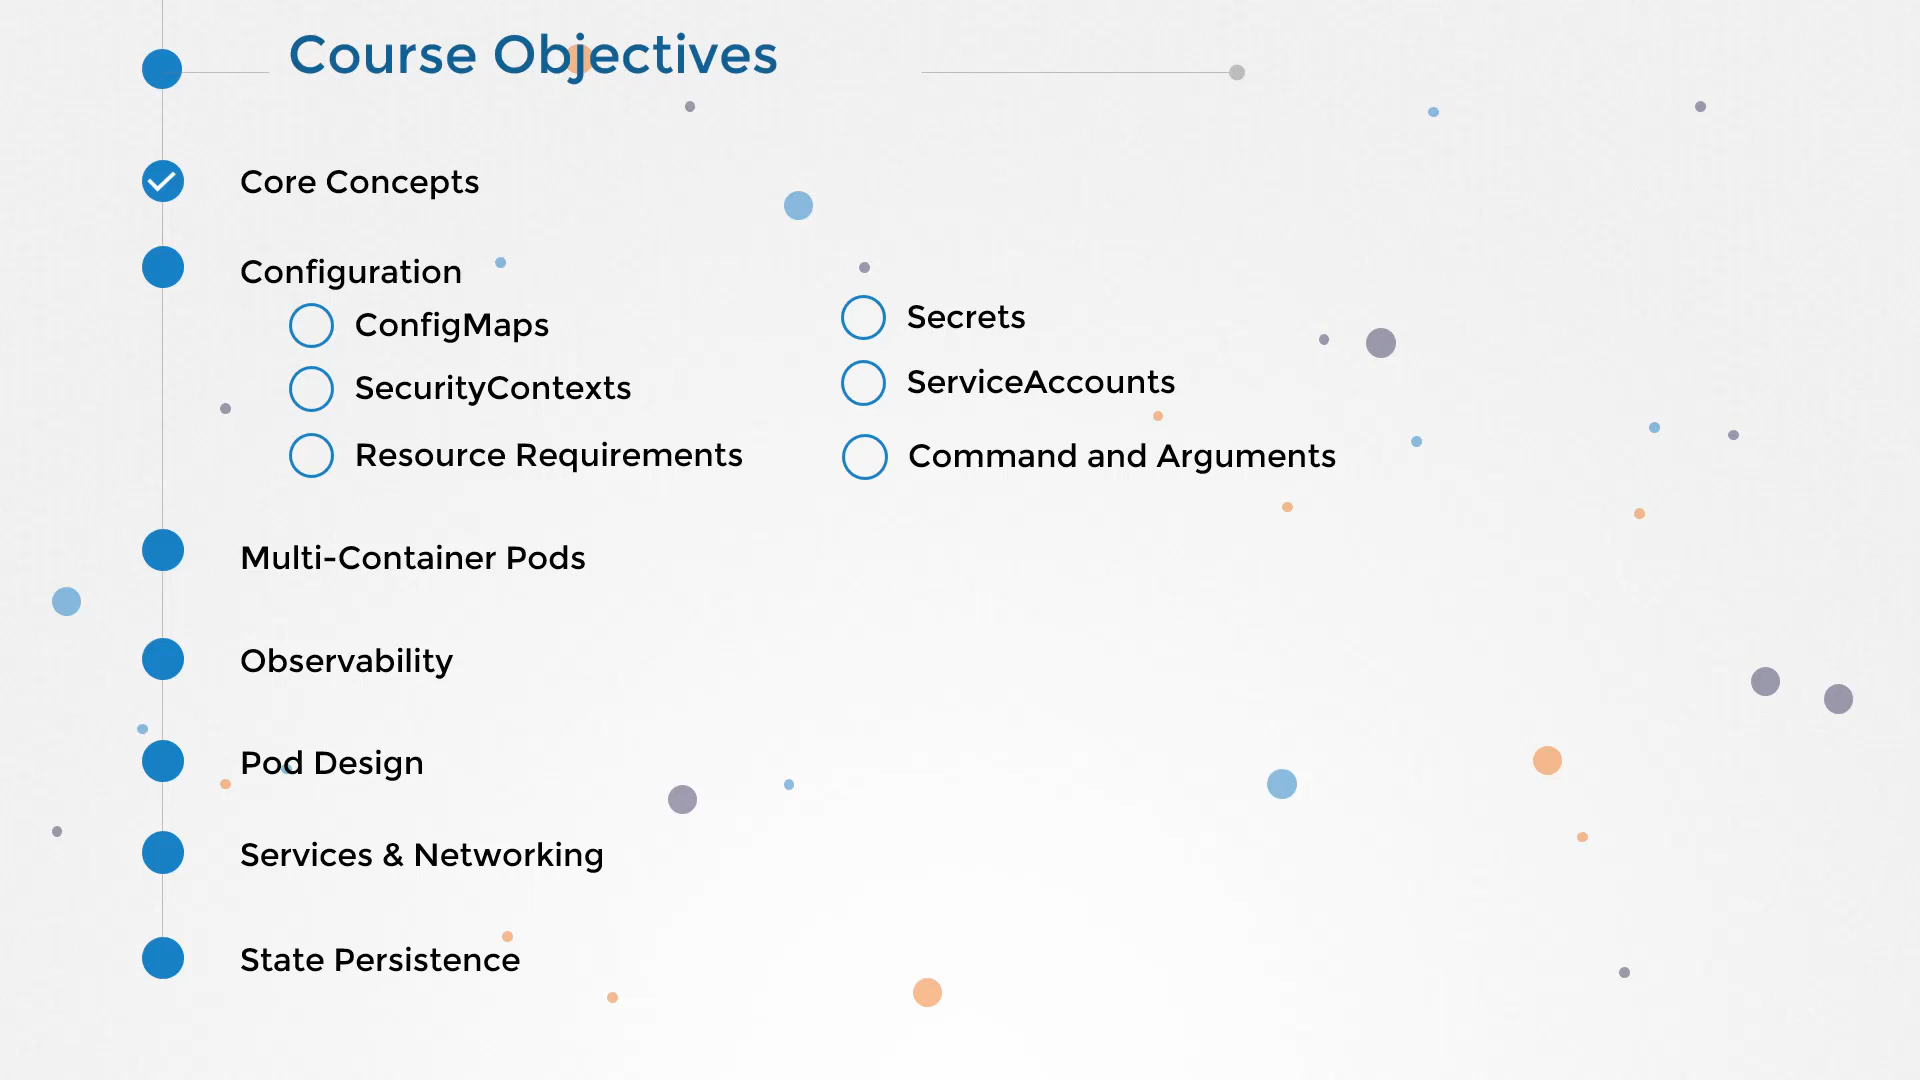 Course Objectives
Core Concepts
Configuration
ConfigMaps
Secrets
SecurityContexts
ServiceAccounts
Resource Requirements
Command and Arguments
Multi-Container Pods
Observability
Pod Design
Services & Networking
State Persistence